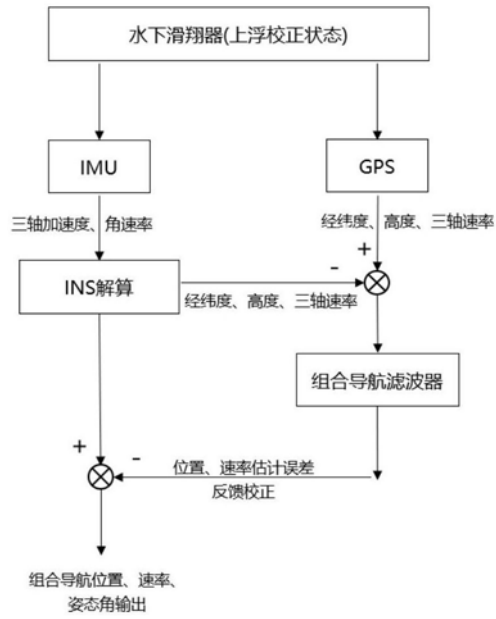 水下滑翔器(上浮校正状态)
IMU
GPS
三轴加速度、角速率
经纬度、高度、三轴速率
+
-
INS解算
经纬度、高度、三轴速率
组合导航滤波器
+
-
位置、速率估计误差
反馈校正
组合导航位置、速率、
姿态角输出